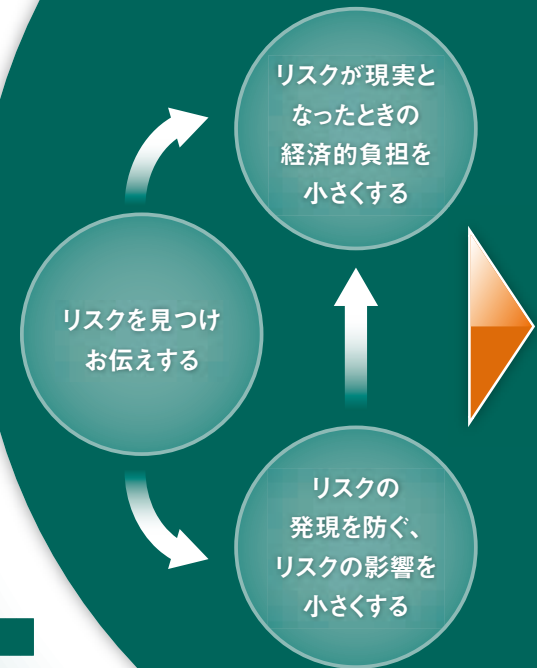 リスクが現実と
なったときの
経済的負担を
小さくする
リスクを見つけ
お伝えする
リスクの
発現を防ぐ、
リスクの影響を
小さくする